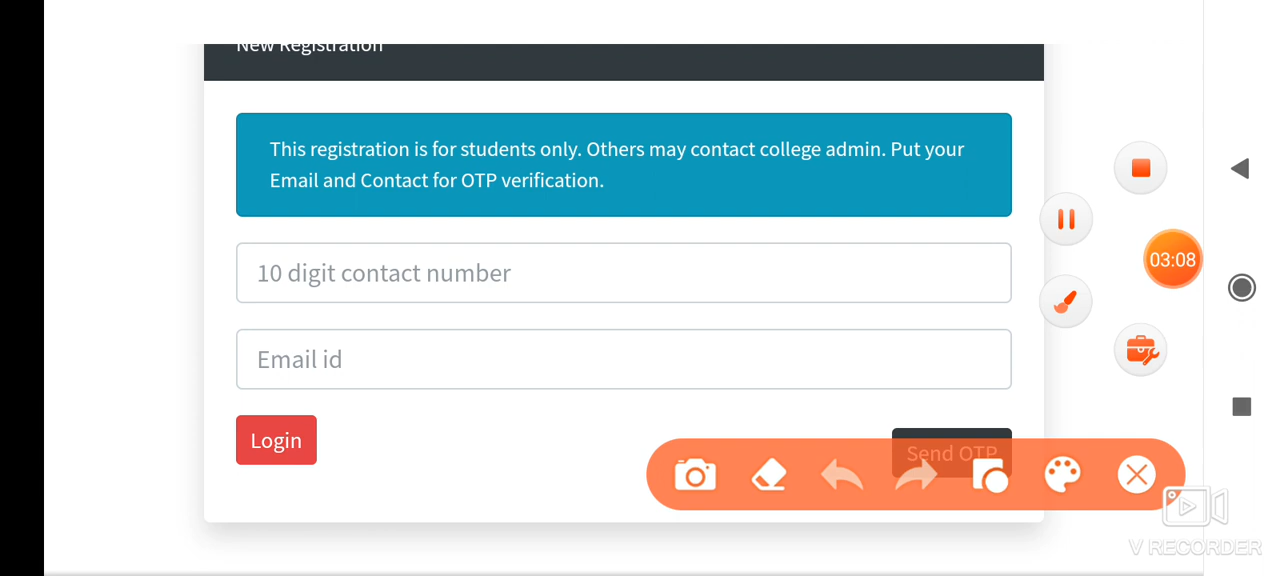 New Registration
This registration is for students only. Others may contact college admin. Put your
Email and Contact for OTP verification.
10 digit contact number
03:08
Email id
Login
Send OTP
V RECORDER